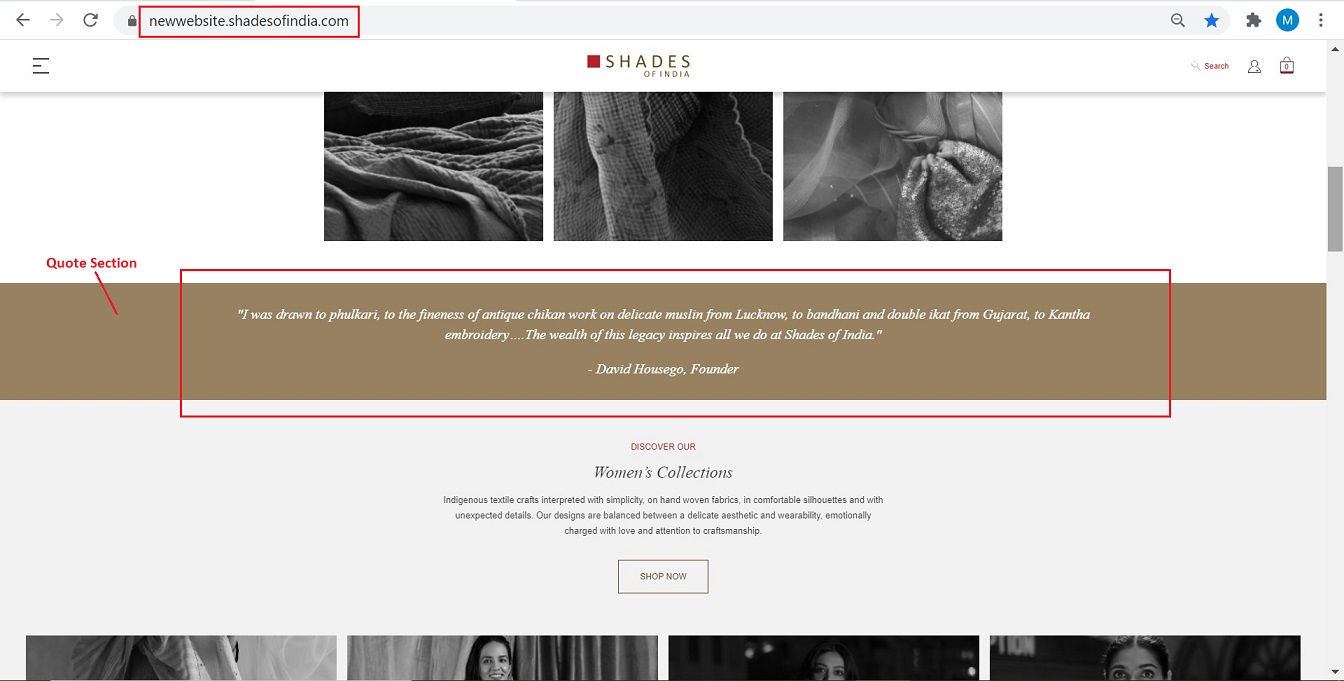 newwebsite.shadesofindia.com
M
SHADES
OF INDIA
Search
0
Quote Section
"I was drawn to phulkari, to the fineness of antique chikan work on delicate muslin from Lucknow, to bandhani and double ikat from Gujarat, to Kantha
embroidery….The wealth of this legacy inspires all we do at Shades of India."
- David Housego, Founder
DISCOVER OUR
Women’s Collections
Indigenous textile crafts interpreted with simplicity, on hand woven fabrics, in comfortable silhouettes and with
unexpected details. Our designs are balanced between a delicate aesthetic and wearability, emotionally
charged with love and attention to craftsmanship.
SHOP NOW